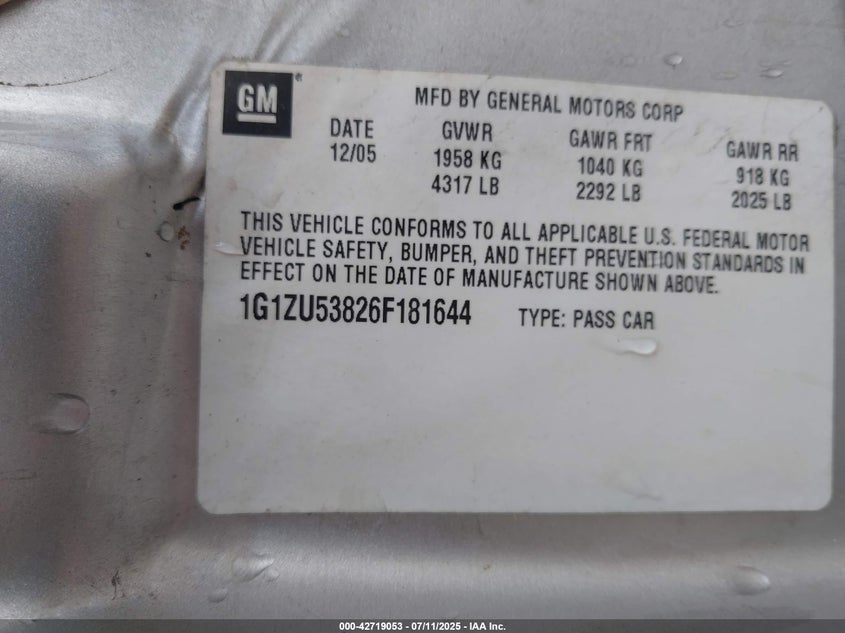 GM
MFD BY GENERAL MOTORS CORP
DATE GVWR GAWR FRT GAWR RR
12/05 1958 KG 1040 KG 918 KG
4317 LB 2292 LB 2025 LB
THIS VEHICLE CONFORMS TO ALL APPLICABLE U.S. FEDERAL MOTOR
VEHICLE SAFETY, BUMPER, AND THEFT PREVENTION STANDARDS IN
EFFECT ON THE DATE OF MANUFACTURE SHOWN ABOVE.
1G1ZU53826F181644 TYPE: PASS CAR
000-42719053 - 07/11/2025 - IAA Inc.